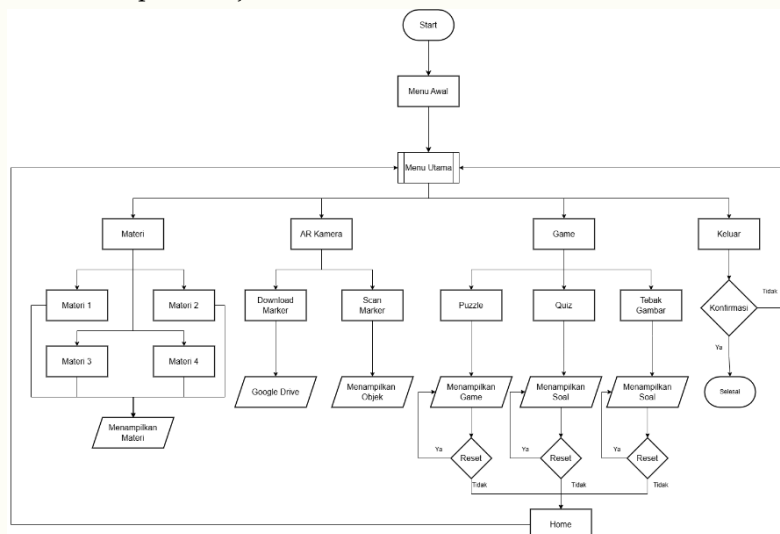 Start
Menu Awal
Menu Utama
Materi
AR Kamera
Game
Keluar
Materi 1
Materi 2
Download
Marker
Scan
Marker
Puzzle
Quiz
Tebak
Gambar
Konfirmasi
Tidak
Materi 3
Materi 4
Ya
Google Drive
Menampilkan
Objek
Menampilkan
Game
Menampilkan
Soal
Menampilkan
Soal
Selesai
Menampilkan
Materi
Ya
Reset
Ya
Reset
Ya
Reset
Tidak
Tidak
Tidak
Home